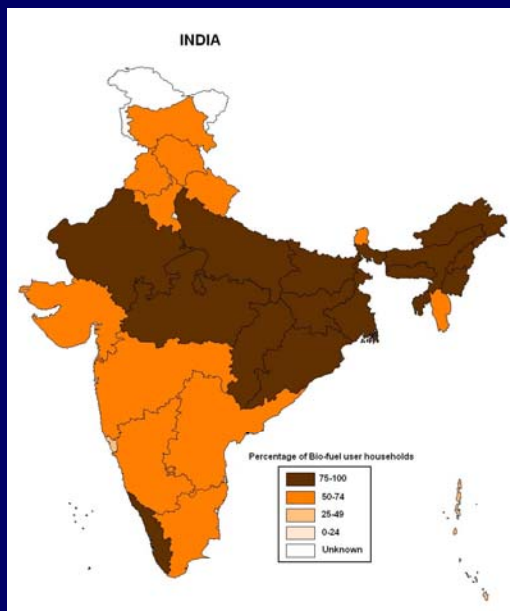 INDIA
Percentage of Bio-fuel user households
75-100
50-74
25-49
0-24
Unknown